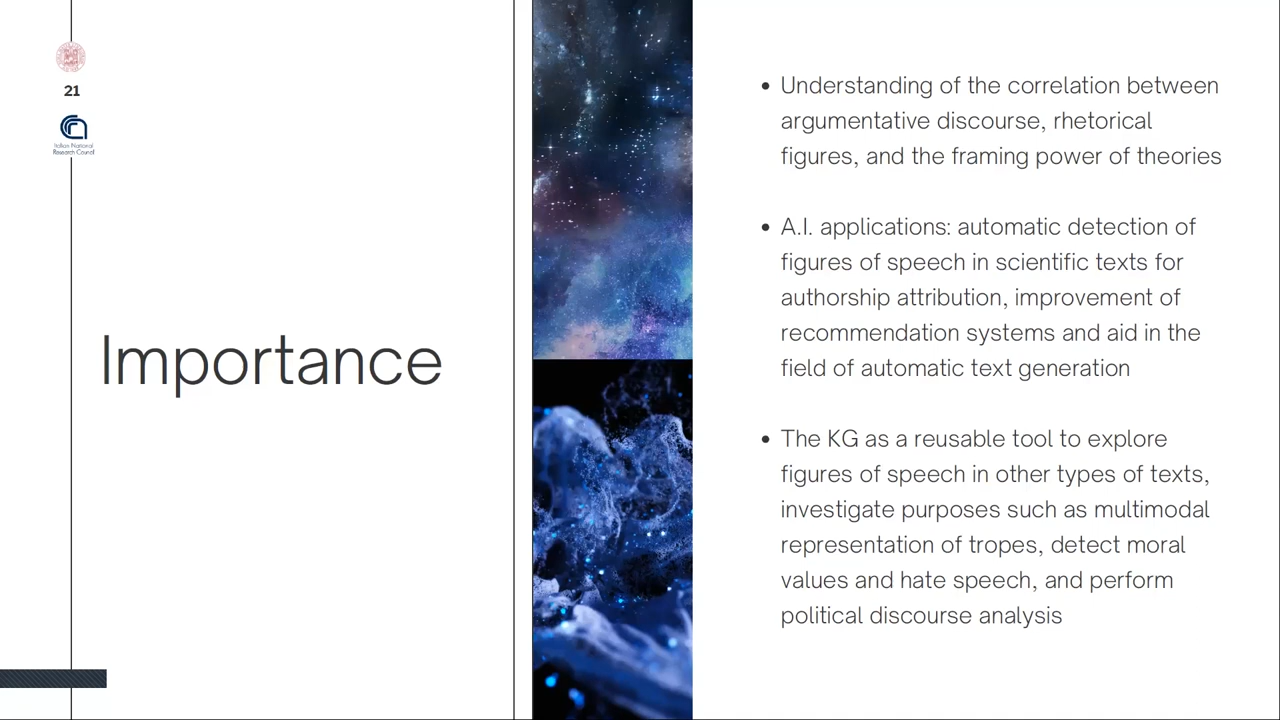 21
Italian National
Research Council
Importance
• Understanding of the correlation between
argumentative discourse, rhetorical
figures, and the framing power of theories
• A.I. applications: automatic detection of
figures of speech in scientific texts for
authorship attribution, improvement of
recommendation systems and aid in the
field of automatic text generation
• The KG as a reusable tool to explore
figures of speech in other types of texts,
investigate purposes such as multimodal
representation of tropes, detect moral
values and hate speech, and perform
political discourse analysis